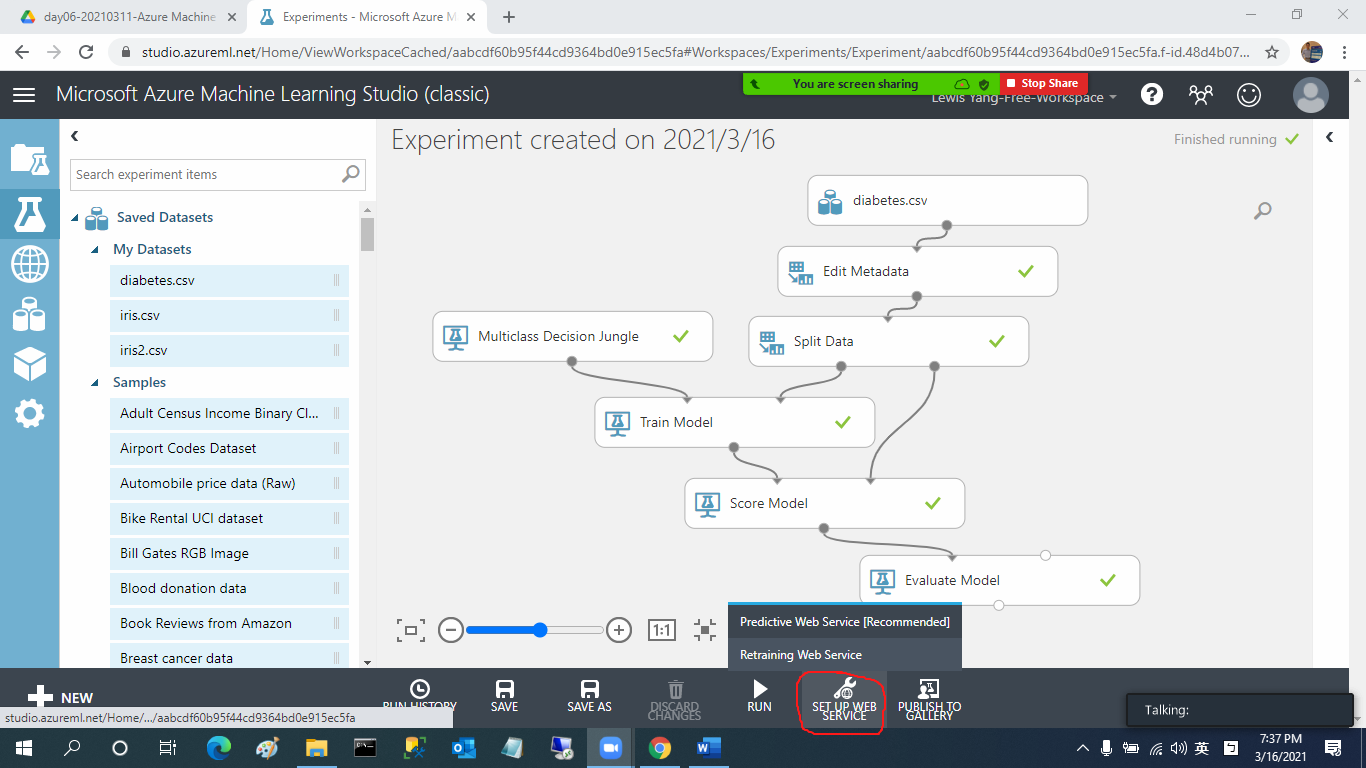 day06-20210311-Azure Machine
Experiments - Microsoft Azure M
studio.azureml.net/Home/ViewWorkspaceCached/aabcdf60b95f44cd9364bd0e915ec5fa#Workspaces/Experiments/Experiment/aabcdf60b95f44cd9364bd0e915ec5fa.f-id.48d4b07...
Microsoft Azure Machine Learning Studio (classic)
You are screen sharing
Stop Share
Lewis Yang-Free-Workspace
Experiment created on 2021/3/16
Finished running
Search experiment items
Saved Datasets
My Datasets
diabetes.csv
iris.csv
iris2.csv
Samples
Adult Census Income Binary Cl...
Airport Codes Dataset
Automobile price data (Raw)
Bike Rental UCI dataset
Bill Gates RGB Image
Blood donation data
Book Reviews from Amazon
Breast cancer data
diabetes.csv
Edit Metadata
Multiclass Decision Jungle
Split Data
Train Model
Score Model
Evaluate Model
1:1
Predictive Web Service [Recommended]
Retraining Web Service
NEW
RUN HISTORY
SAVE
SAVE AS
DISCARD
CHANGES
RUN
SET UP WEB
SERVICE
PUBLISH TO
GALLERY
Talking:
studio.azureml.net/Home/.../aabcdf60b95f44cd9364bd0e915ec5fa
英
7:37 PM
3/16/2021